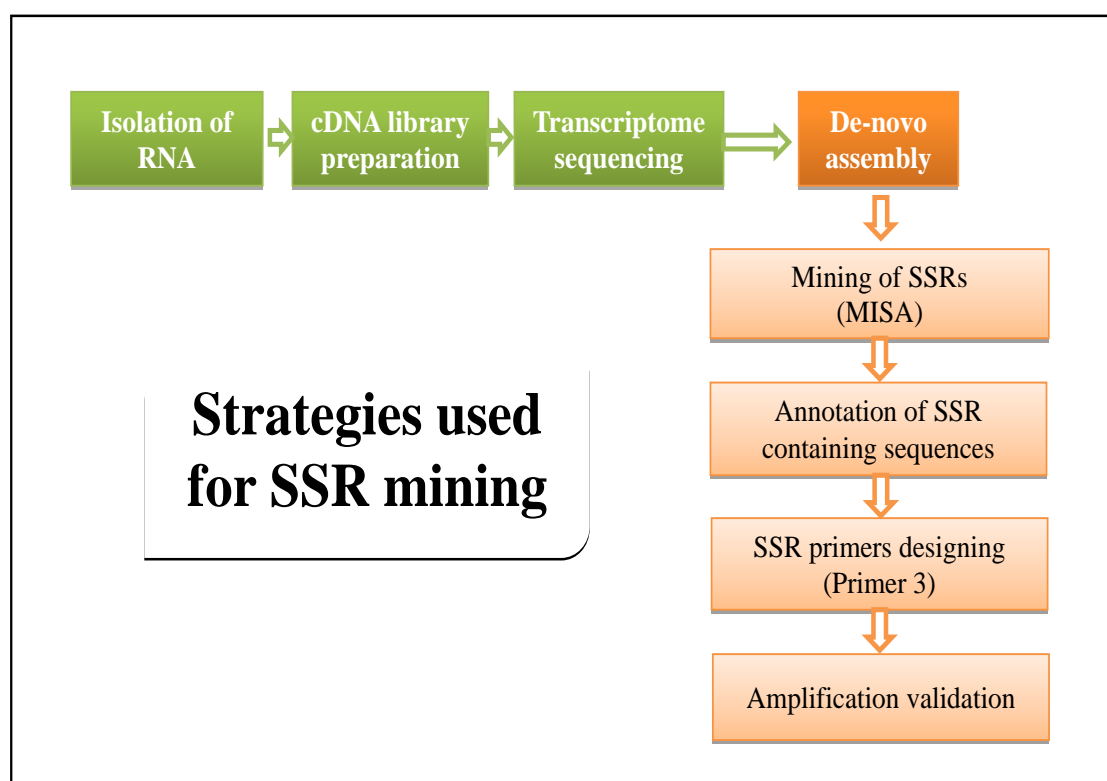 Isolation of
RNA
cDNA library
preparation
Transcriptome
sequencing
De-novo
assembly
Mining of SSRs
(MISA)
Annotation of SSR
containing sequences
SSR primers designing
(Primer 3)
Amplification validation
Strategies used
for SSR mining